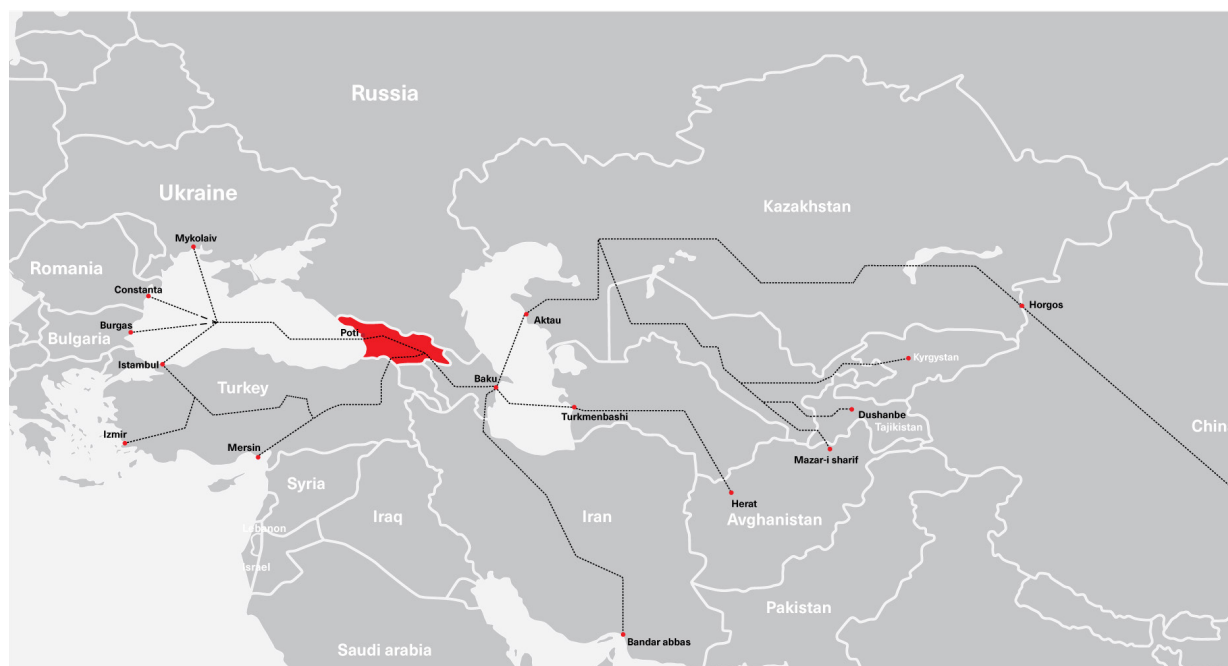 Russia
Ukraine
Kazakhstan
Mykolaiv
Romania
Constanta
Horgos
Aktau
Burgas
Poti
Bulgaria
Kyrgystan
Istambul
Turkey
Baku
Turkmenbashi
Dushanbe
Tajikistan
China
Izmir
Mersin
Mazar-i sharif
Syria
Herat
Iraq
Iran
Avghanistan
Lebanon
Israel
Pakistan
Bandar abbas
Saudi arabia